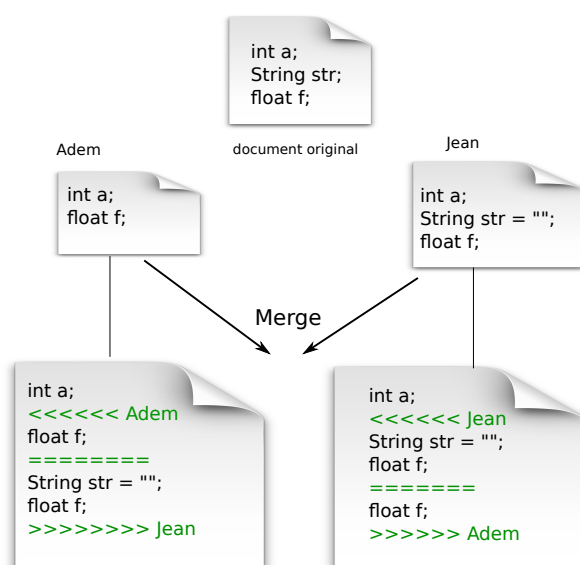 int a;
String str;
float f;
document original
Adem
int a;
float f;
Jean
int a;
String str = "";
float f;
Merge
int a;
<<<<<< Adem
float f;
========
String str = "";
float f;
>>>>>>>> Jean
int a;
<<<<<< Jean
String str = "";
float f;
=======
float f;
>>>>>> Adem